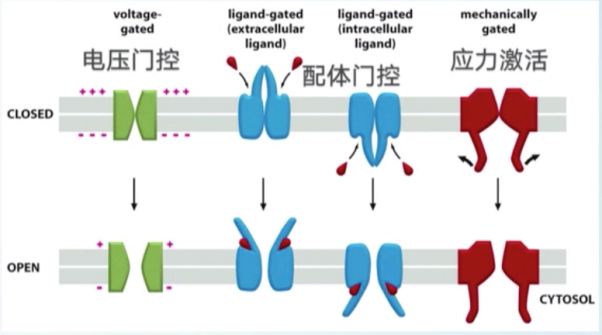 voltage-
gated
ligand-gated
(extracellular
ligand)
ligand-gated
(intracellular
ligand)
mechanically
gated
电压门控
配体门控
应力激活
+++
+++
CLOSED
---
----
+
+
OPEN
-
-
CYTOSOL